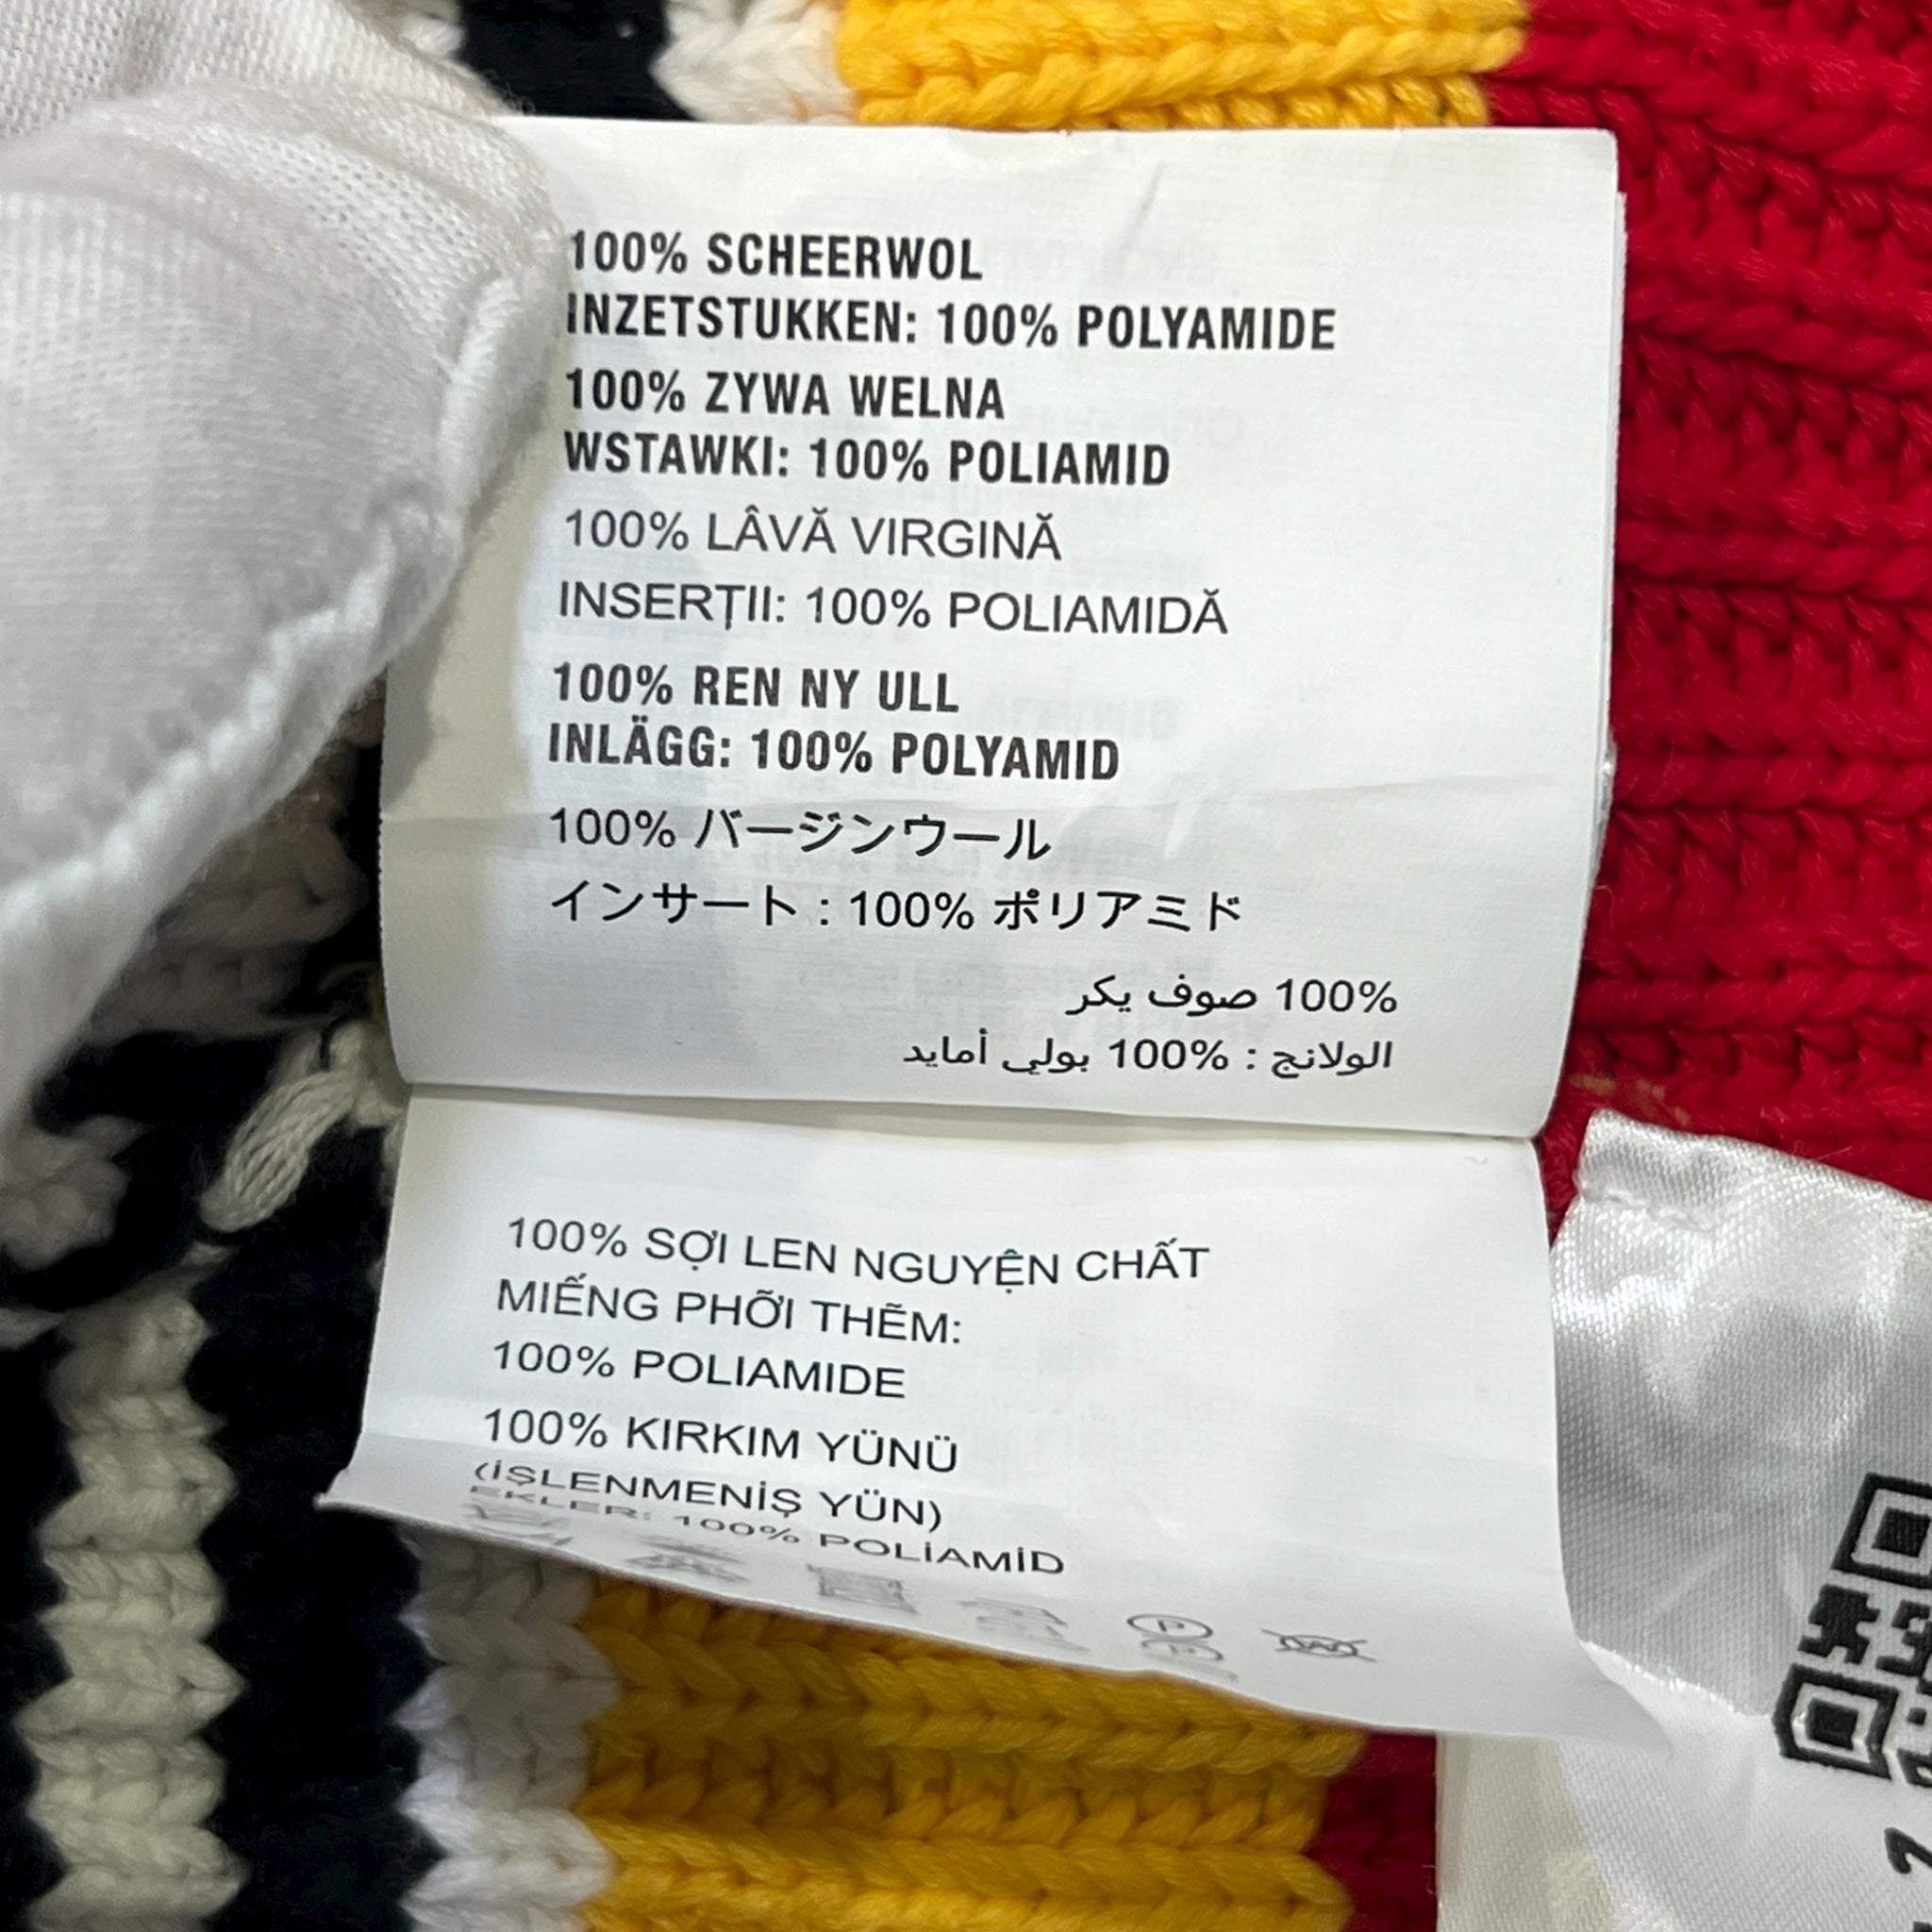 100% SCHEERWOL
INZETSTUKKEN: 100% POLYAMIDE
100% ZYWA WELNA
WSTAWKI: 100% POLIAMID
100% LÂVĂ VIRGINĂ
INSERȚII: 100% POLIAMIDĂ
100% REN NY ULL
INLÄGG: 100% POLYAMID
100% バージンウール
インサート : 100% ポリアミド
100% صوف يكر
الولانج : 100% بولي أمايد
100% SỢI LEN NGUYỆN CHẤT
MIẾNG PHỠI THẼM:
100% POLIAMIDE
100% KIRKIM YÜNÜ
(İŞLENMENİŞ YÜN)
EKLER: 100% POLİAMİD
P